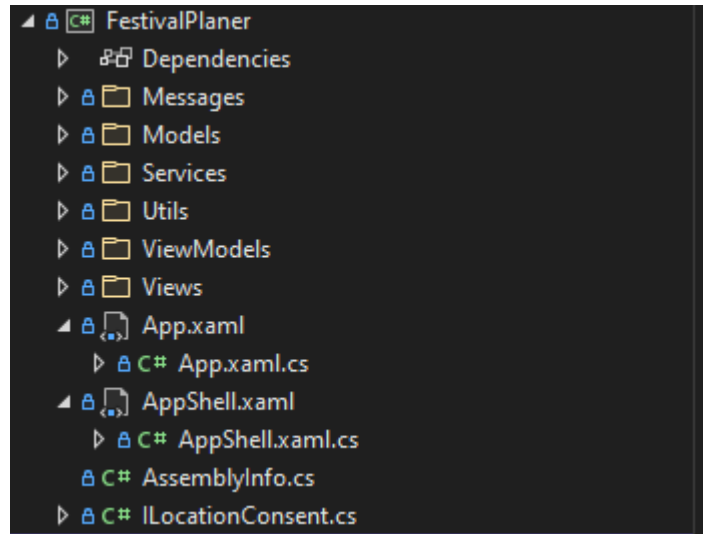 C# FestivalPlaner
Dependencies
Messages
Models
Services
Utils
ViewModels
Views
App.xaml
C# App.xaml.cs
AppShell.xaml
C# AppShell.xaml.cs
C# AssemblyInfo.cs
C# ILocationConsent.cs